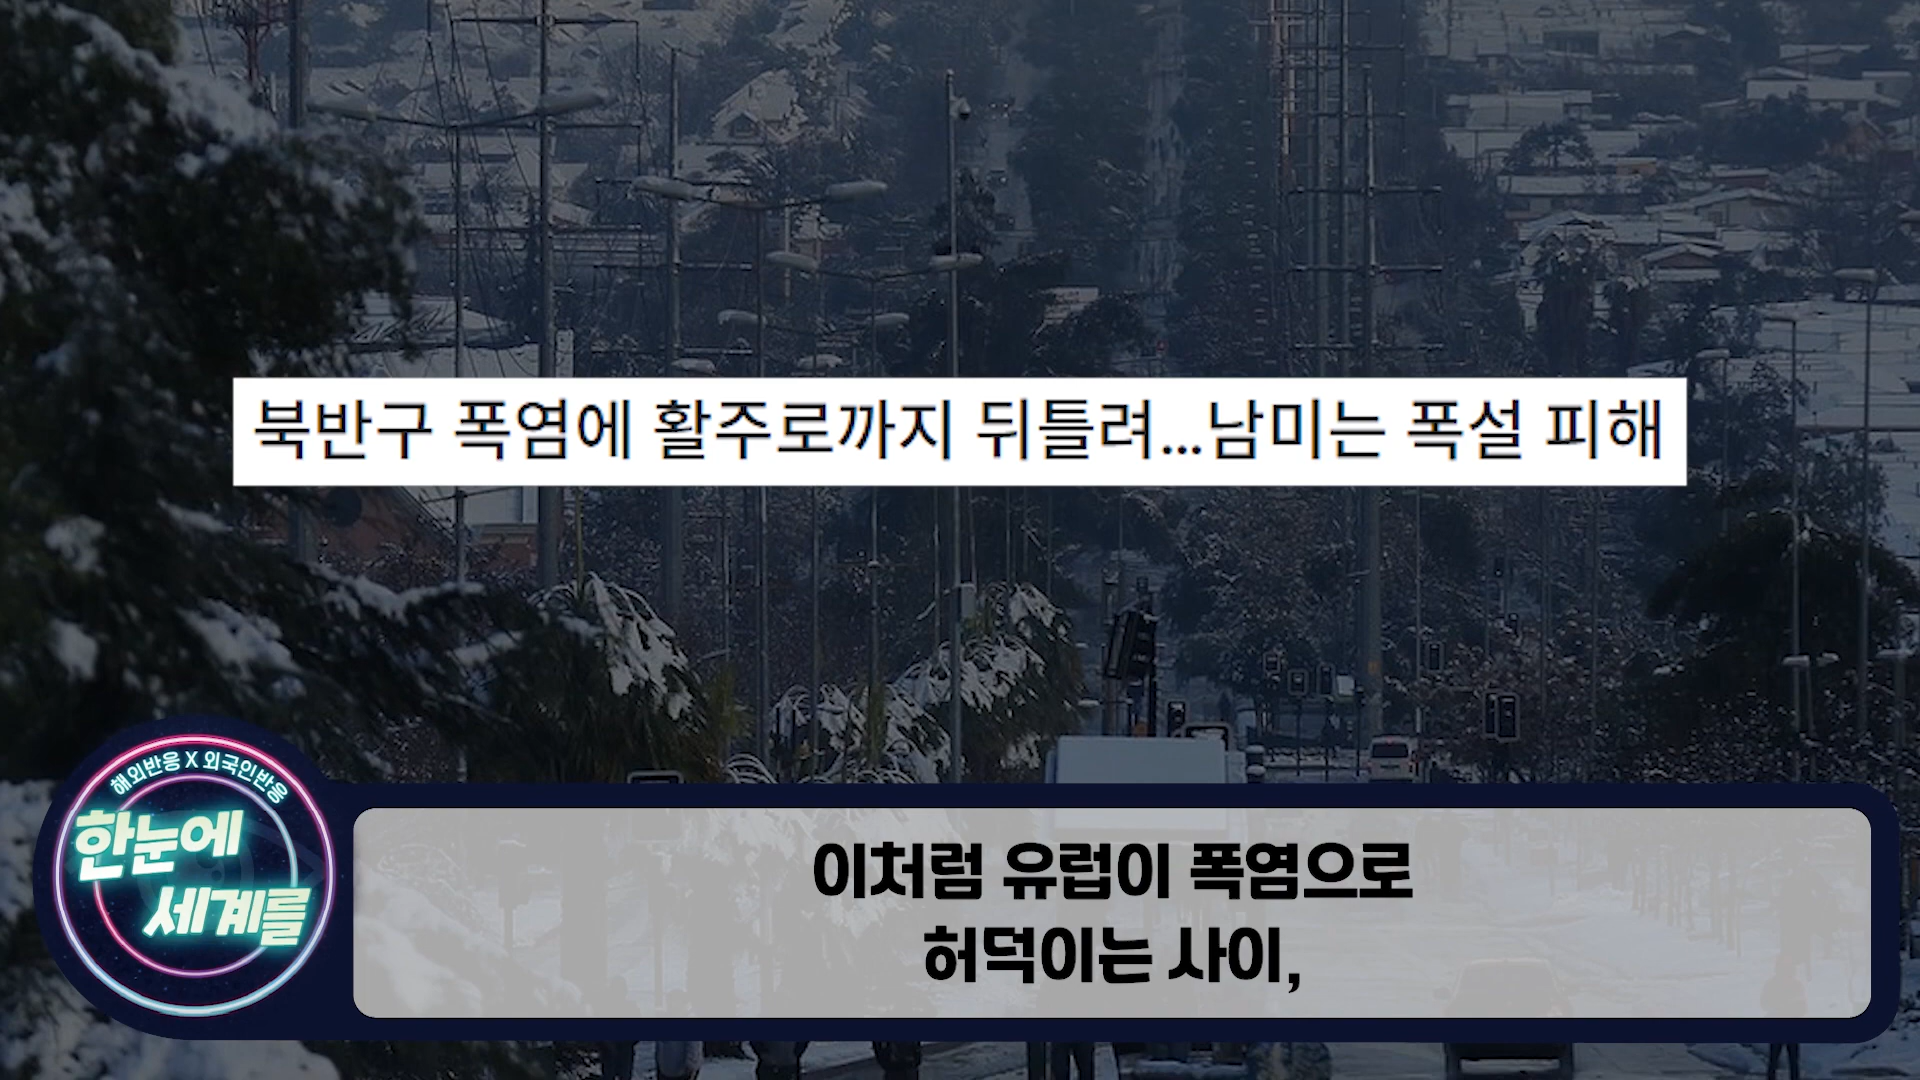 북반구 폭염에 활주로까지 뒤틀려...남미는 폭설 피해
해외반응 X 외국인반응
한눈에
세계를
이처럼 유럽이 폭염으로
허덕이는 사이,